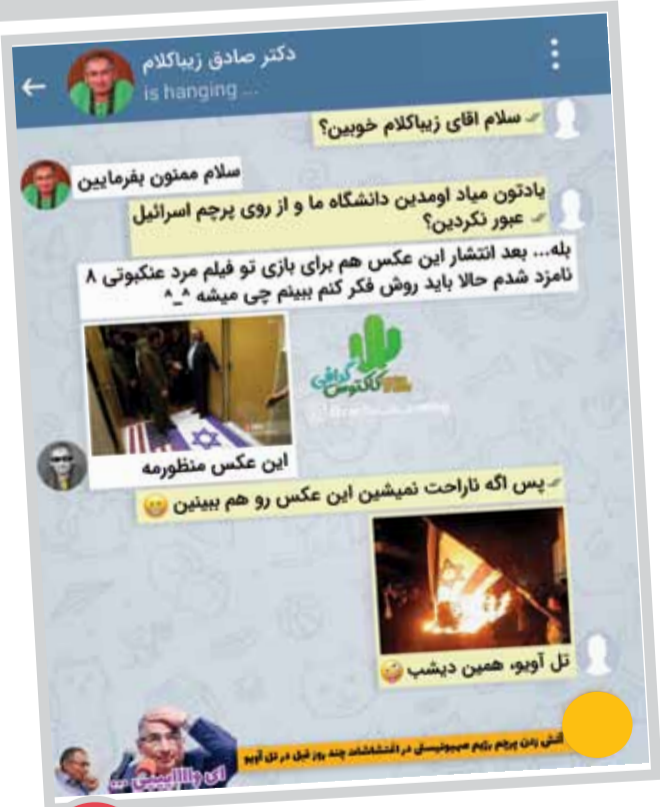 دکتر صادق زیباکلام
is hanging ...
سلام اقای زیباکلام خوبین؟
سلام ممنون بفرمایین
یادتون میاد اومدین دانشگاه ما و از روی پرچم اسرائیل
عبور نکردین؟
بله... بعد انتشار این عکس هم برای بازی تو فیلم مرد عنکبوتی ۸
نامزد شدم حالا باید روش فکر کنم ببینم چی میشه ^_^
کاکتوس گرافی
این عکس منظورمه
پس اگه ناراحت نمیشین این عکس رو هم ببینین
تل آویو، همین دیشب
آتش زدن پرچم رژیم صهیونیستی در اغتشاشات چند روز قبل در تل آویو
ای واااایییی ...